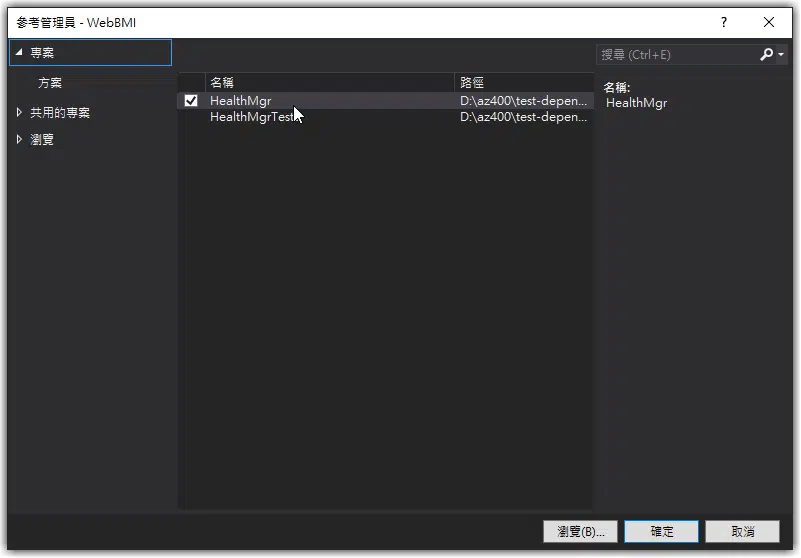 參考管理員 - WebBMI
?
專案
搜尋 (Ctrl+E)
方案
共用的專案
瀏覽
名稱 路徑
HealthMgr D:\az400\test-depen...
HealthMgrTests D:\az400\test-depen...
名稱:
HealthMgr
瀏覽(B)...
確定
取消